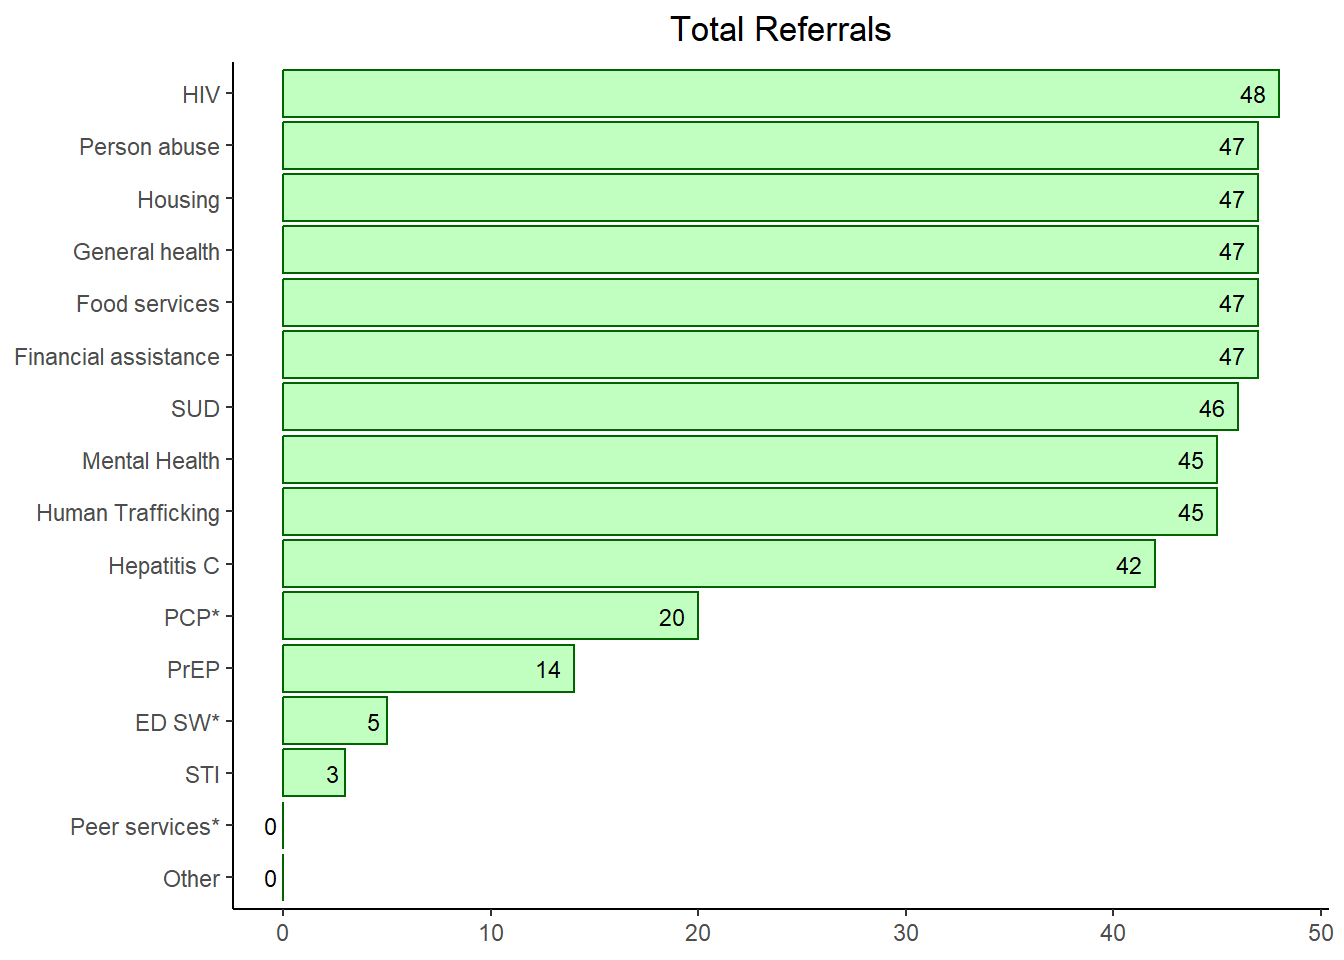 Total Referrals
HIV 48
Person abuse 47
Housing 47
General health 47
Food services 47
Financial assistance 47
SUD 46
Mental Health 45
Human Trafficking 45
Hepatitis C 42
PCP* 20
PrEP 14
ED SW* 5
STI 3
Peer services* 0
Other 0
0 10 20 30 40 50